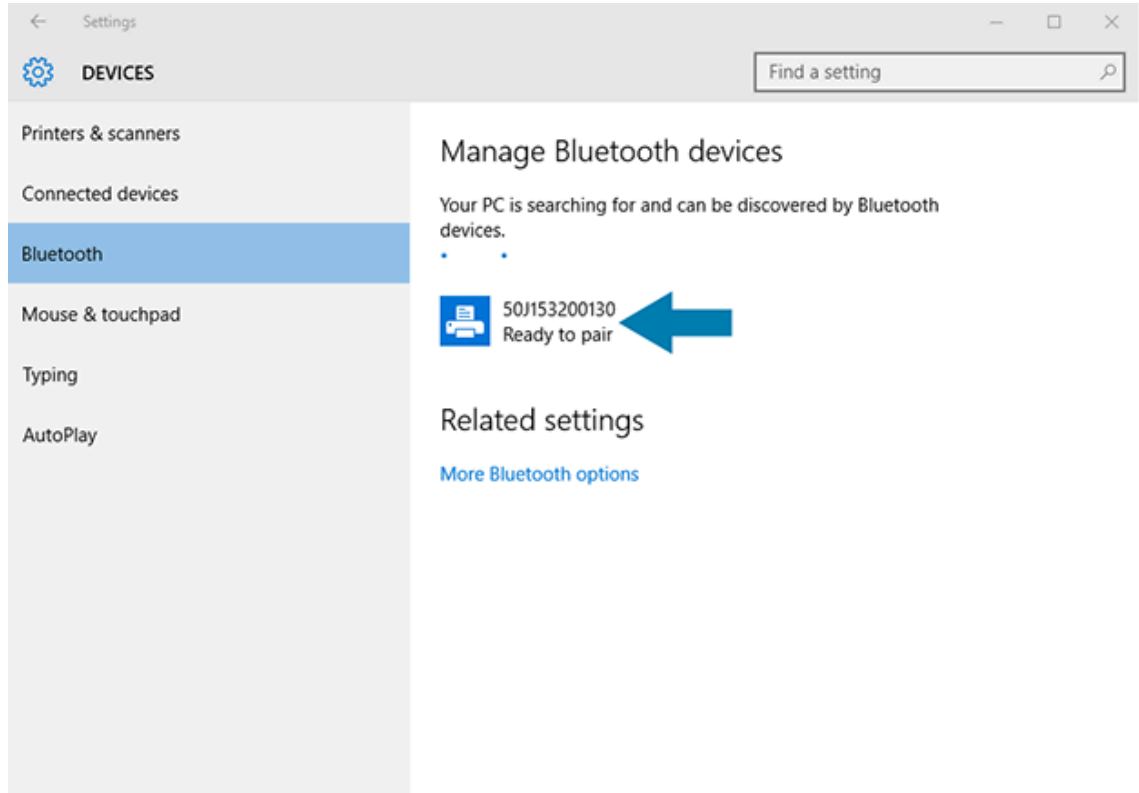 Settings
DEVICES
Find a setting
Printers & scanners
Connected devices
Bluetooth
Mouse & touchpad
Typing
AutoPlay
Manage Bluetooth devices
Your PC is searching for and can be discovered by Bluetooth
devices.
50J153200130
Ready to pair
Related settings
More Bluetooth options